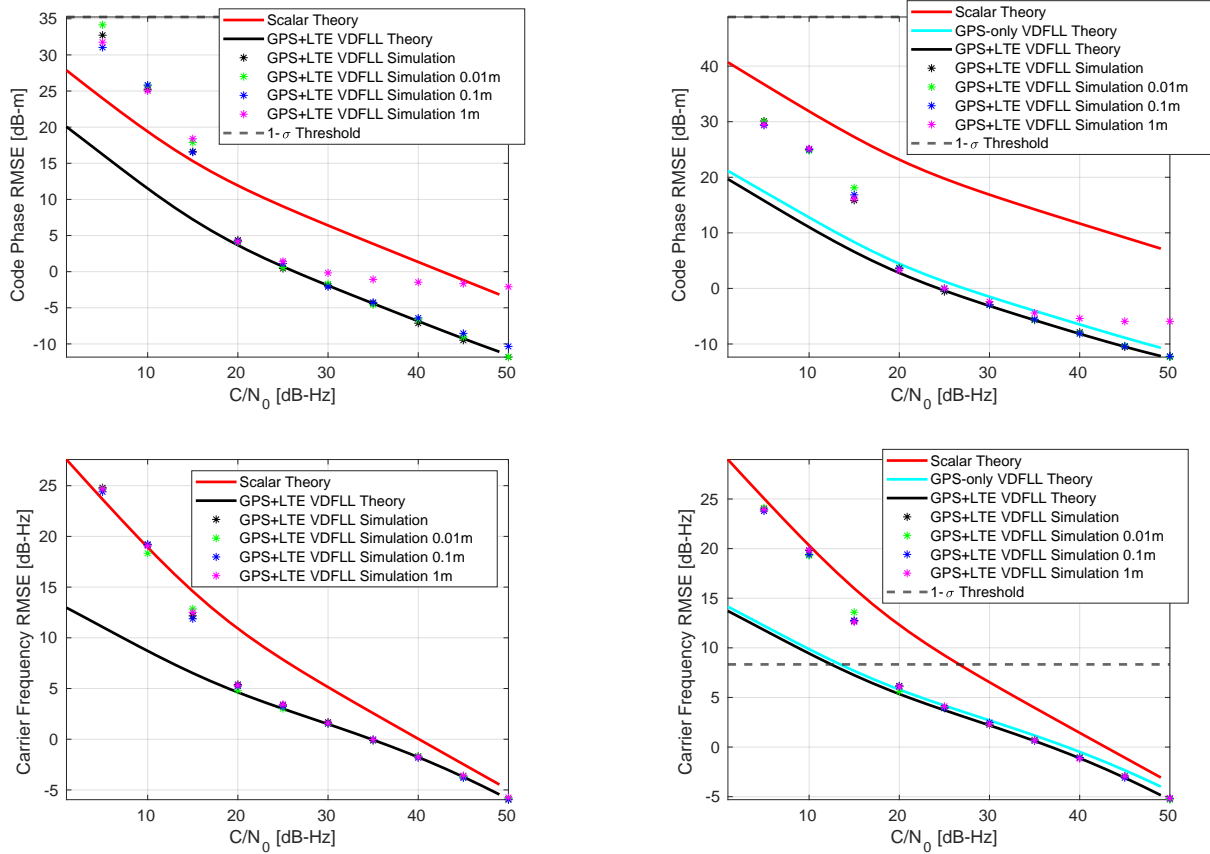 35
30
25
20
15
10
5
0
-5
-10
10
20
30
40
50
C/N0 [dB-Hz]
Code Phase RMSE [dB-m]
Scalar Theory
GPS+LTE VDFLL Theory
GPS+LTE VDFLL Simulation
GPS+LTE VDFLL Simulation 0.01m
GPS+LTE VDFLL Simulation 0.1m
GPS+LTE VDFLL Simulation 1m
1-σ Threshold
40
30
20
10
0
-10
10
20
30
40
50
C/N0 [dB-Hz]
Code Phase RMSE [dB-m]
Scalar Theory
GPS-only VDFLL Theory
GPS+LTE VDFLL Theory
GPS+LTE VDFLL Simulation
GPS+LTE VDFLL Simulation 0.01m
GPS+LTE VDFLL Simulation 0.1m
GPS+LTE VDFLL Simulation 1m
1-σ Threshold
25
20
15
10
5
0
-5
10
20
30
40
50
C/N0 [dB-Hz]
Carrier Frequency RMSE [dB-Hz]
Scalar Theory
GPS+LTE VDFLL Theory
GPS+LTE VDFLL Simulation
GPS+LTE VDFLL Simulation 0.01m
GPS+LTE VDFLL Simulation 0.1m
GPS+LTE VDFLL Simulation 1m
25
20
15
10
5
0
-5
10
20
30
40
50
C/N0 [dB-Hz]
Carrier Frequency RMSE [dB-Hz]
Scalar Theory
GPS-only VDFLL Theory
GPS+LTE VDFLL Theory
GPS+LTE VDFLL Simulation
GPS+LTE VDFLL Simulation 0.01m
GPS+LTE VDFLL Simulation 0.1m
GPS+LTE VDFLL Simulation 1m
1-σ Threshold